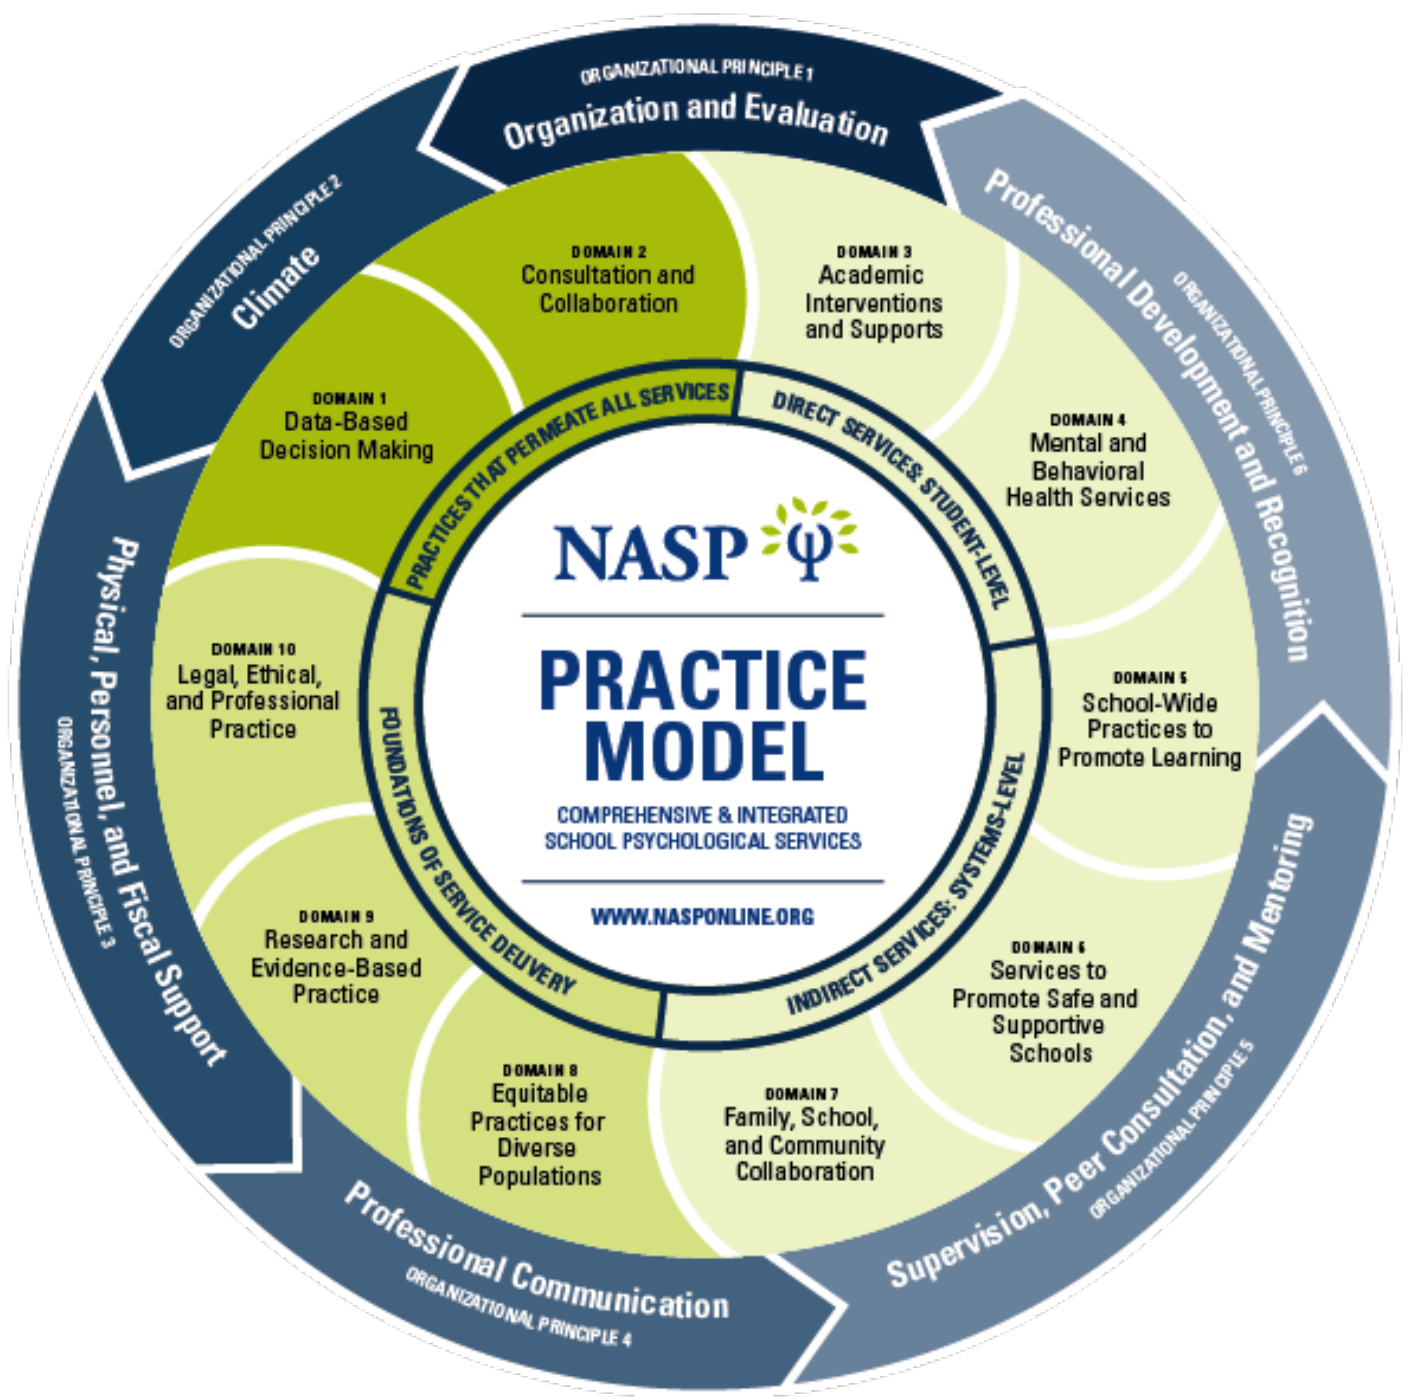 ORGANIZATIONAL PRINCIPLE 1
Organization and Evaluation
ORGANIZATIONAL PRINCIPLE 2
Climate
Physical, Personnel, and Fiscal Support
ORGANIZATIONAL PRINCIPLE 3
Professional Communication
ORGANIZATIONAL PRINCIPLE 4
Supervision, Peer Consultation, and Mentoring
ORGANIZATIONAL PRINCIPLE 5
ORGANIZATIONAL PRINCIPLE 6
Professional Development and Recognition
DOMAIN 1
Data-Based
Decision Making
DOMAIN 2
Consultation and
Collaboration
DOMAIN 3
Academic
Interventions
and Supports
DOMAIN 4
Mental and
Behavioral
Health Services
DOMAIN 5
School-Wide
Practices to
Promote Learning
DOMAIN 6
Services to
Promote Safe and
Supportive
Schools
DOMAIN 7
Family, School,
and Community
Collaboration
DOMAIN 8
Equitable
Practices for
Diverse
Populations
DOMAIN 9
Research and
Evidence-Based
Practice
DOMAIN 10
Legal, Ethical,
and Professional
Practice
PRACTICES THAT PERMEATE ALL SERVICES
DIRECT SERVICES: STUDENT-LEVEL
INDIRECT SERVICES: SYSTEMS-LEVEL
FOUNDATIONS OF SERVICE DELIVERY
NASP
PRACTICE
MODEL
COMPREHENSIVE & INTEGRATED
SCHOOL PSYCHOLOGICAL SERVICES
WWW.NASPONLINE.ORG